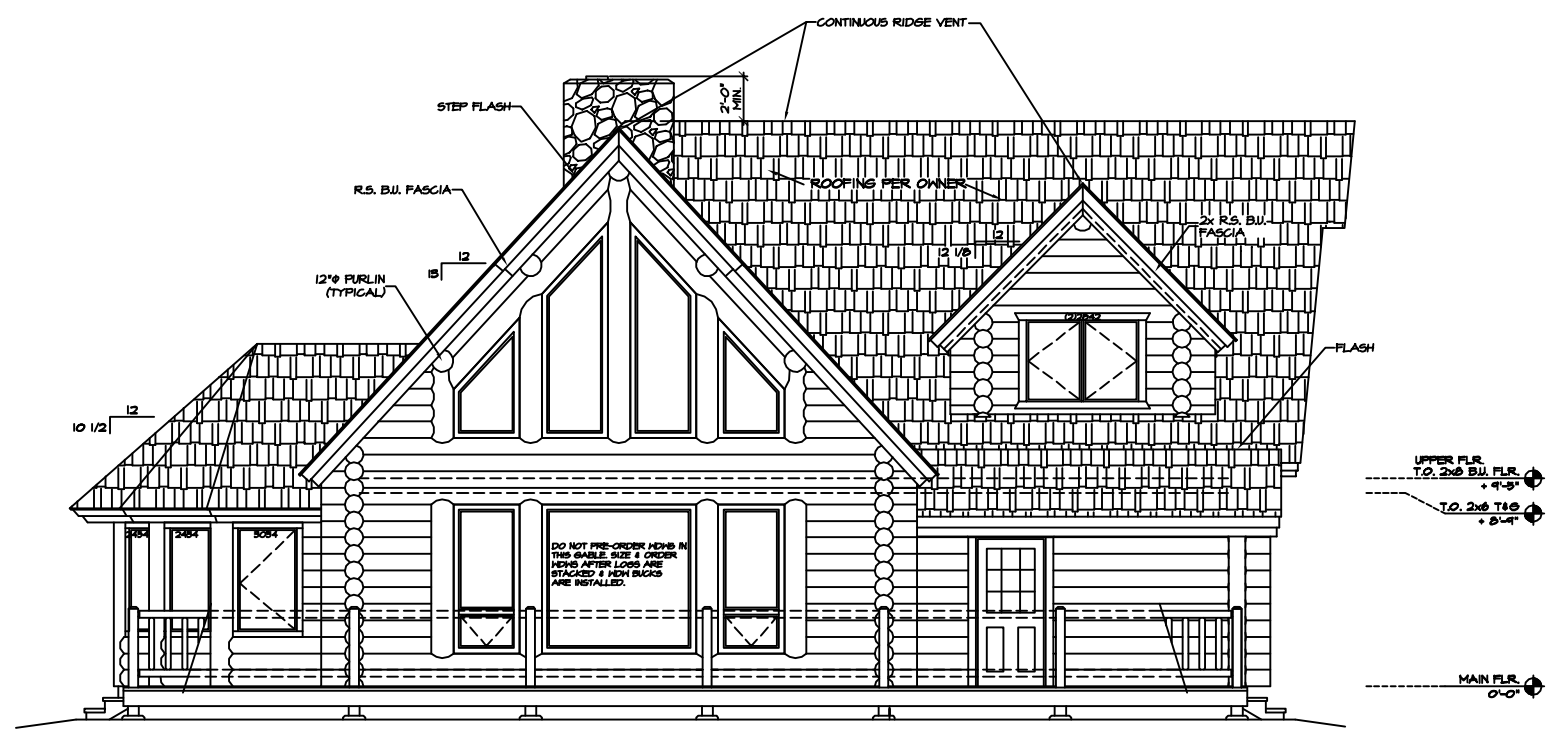 CONTINUOUS RIDGE VENT
STEP FLASH
2'-0"
MIN.
R.S. B.U. FASCIA
ROOFING PER OWNER
2x R.S. B.U.
FASCIA
12
12 1/8
12
15
12"Φ PURLIN
(TYPICAL)
(2)2842
FLASH
12
10 1/2
UPPER FLR.
T.O. 2x8 B.U. FLR.
+ 9'-5"
T.O. 2x6 T&G
+ 8'-9"
2454
2454
3054
DO NOT PRE-ORDER WDWS IN
THIS GABLE. SIZE & ORDER
WDWS AFTER LOGS ARE
STACKED & WDW BUCKS
ARE INSTALLED.
MAIN FLR.
0'-0"